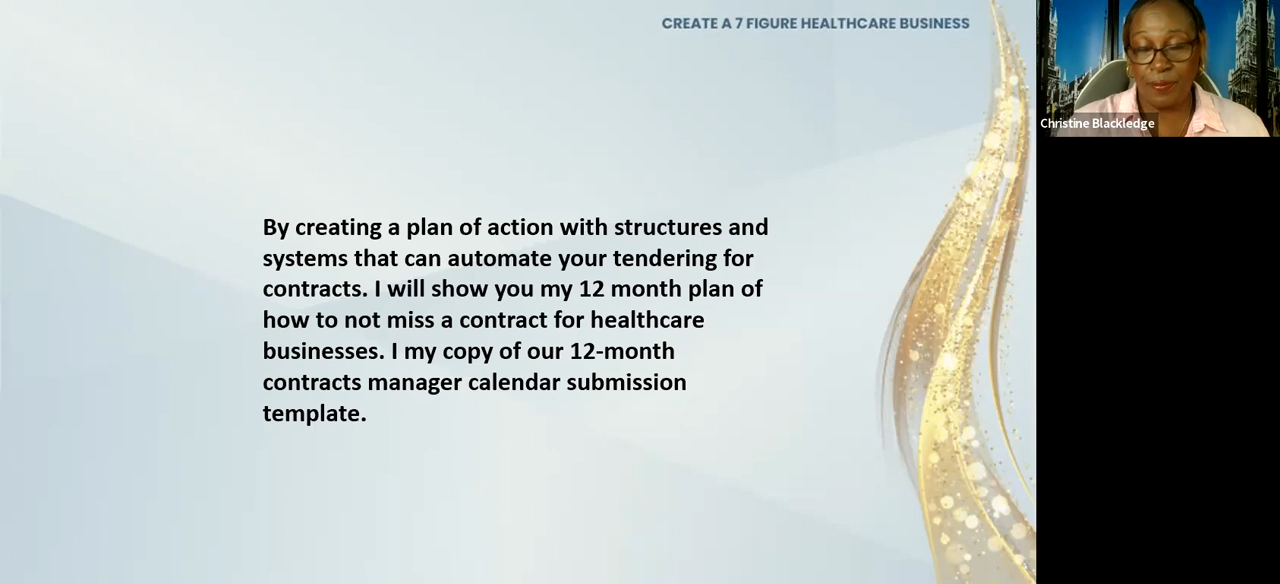 CREATE A 7 FIGURE HEALTHCARE BUSINESS
Christine Blackledge
By creating a plan of action with structures and
systems that can automate your tendering for
contracts. I will show you my 12 month plan of
how to not miss a contract for healthcare
businesses. I my copy of our 12-month
contracts manager calendar submission
template.